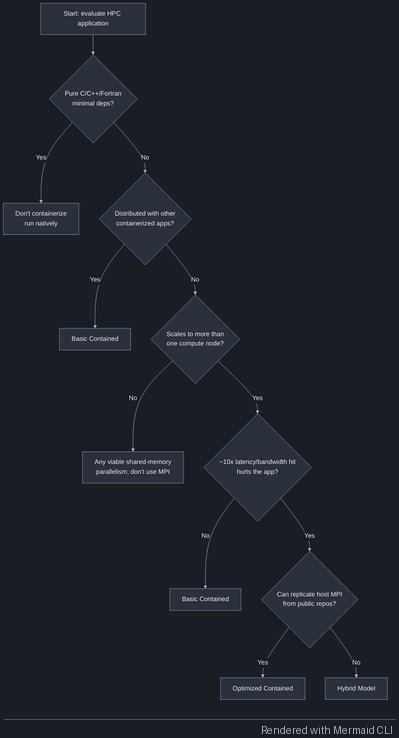 Start: evaluate HPC
application
Pure C/C++/Fortran
minimal deps?
Yes
No
Don't containerize
run natively
Distributed with other
containerized apps?
Yes
No
Basic Contained
Scales to more than
one compute node?
No
Yes
Any viable shared-memory
parallelism; don't use MPI
~10x latency/bandwidth hit
hurts the app?
No
Yes
Basic Contained
Can replicate host MPI
from public repos?
Yes
No
Optimized Contained
Hybrid Model
Rendered with Mermaid CLI